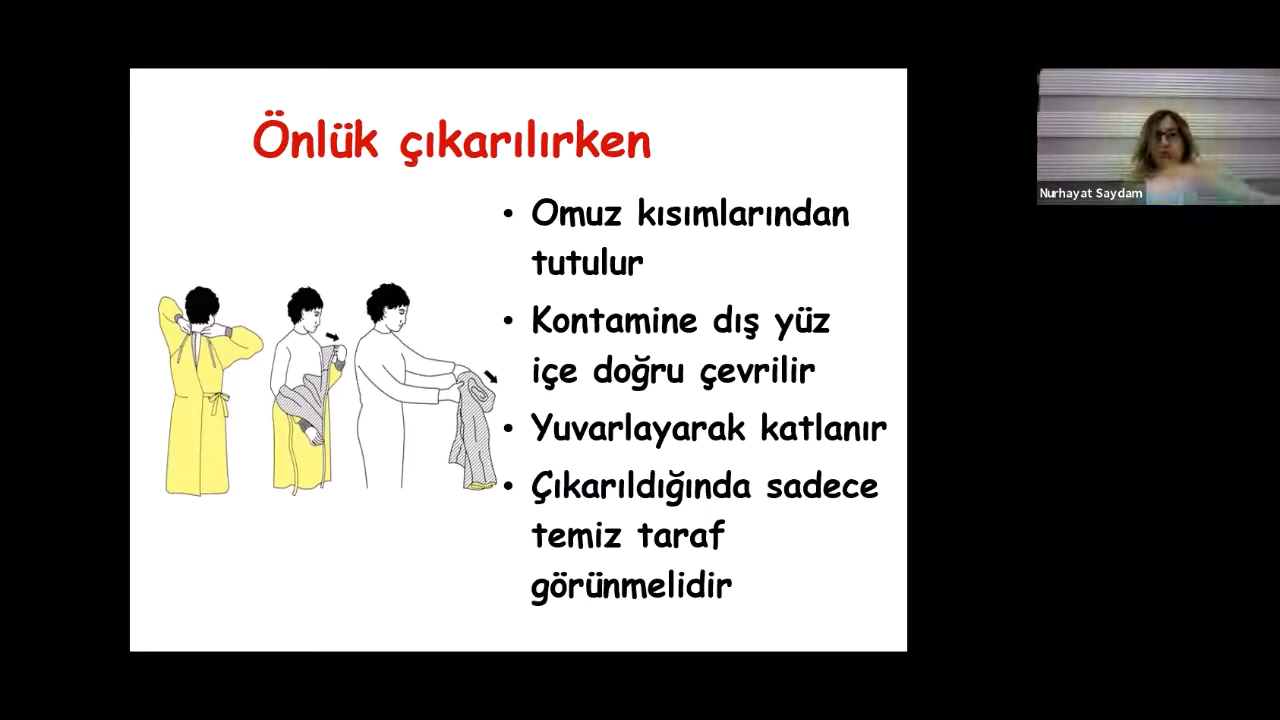 Önlük çıkarılırken
• Omuz kısımlarından
tutulur
• Kontamine dış yüz
içe doğru çevrilir
• Yuvarlayarak katlanır
• Çıkarıldığında sadece
temiz taraf
görünmelidir
Nurhayat Saydam